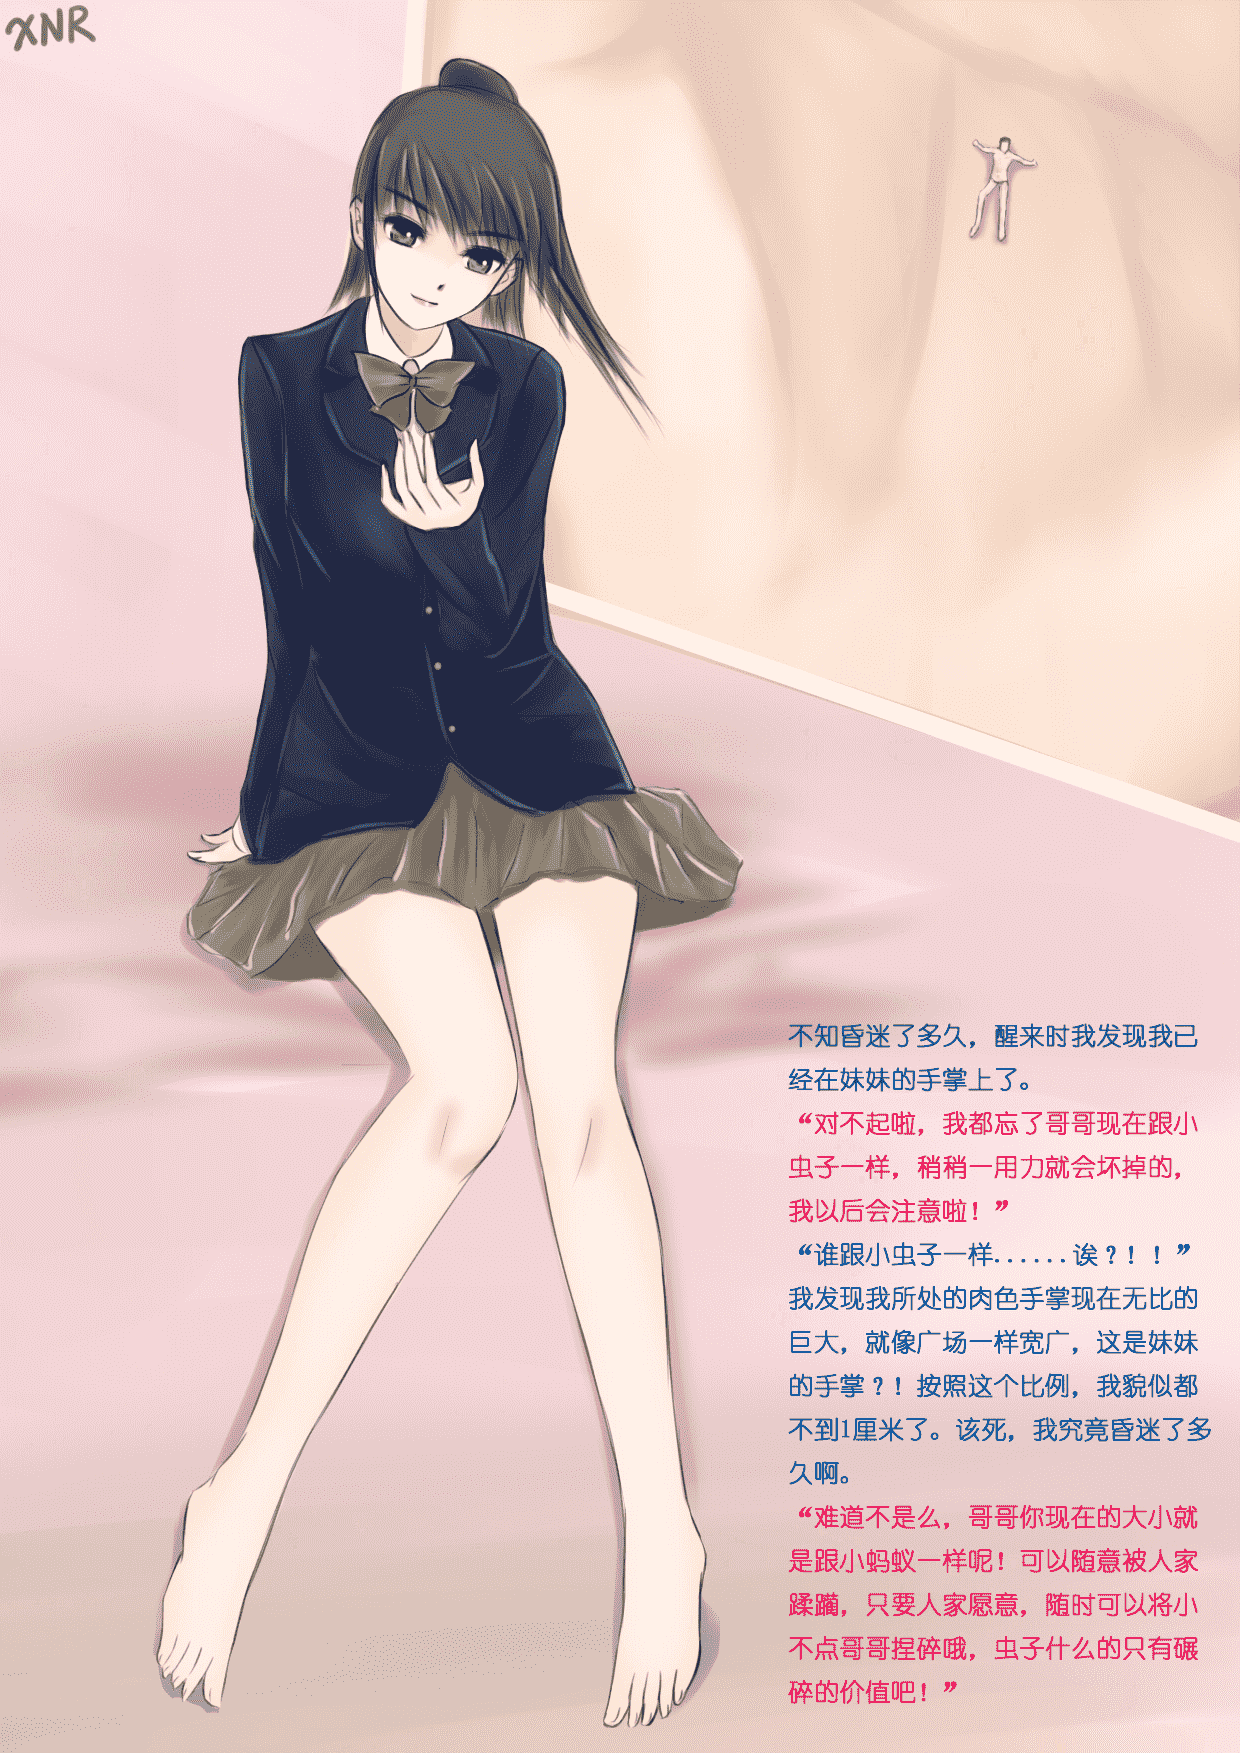 XNR
不知昏迷了多久，醒来时我发现我已
经在妹妹的手掌上了。
“对不起啦，我都忘了哥哥现在跟小
虫子一样，稍稍一用力就会坏掉的，
我以后会注意啦！”
“谁跟小虫子一样......诶？！！”
我发现我所处的肉色手掌现在无比的
巨大，就像广场一样宽广，这是妹妹
的手掌？！按照这个比例，我貌似都
不到1厘米了。该死，我究竟昏迷了多
久啊。
“难道不是么，哥哥你现在的大小就
是跟小蚂蚁一样呢！可以随意被人家
蹂躏，只要人家愿意，随时可以将小
不点哥哥捏碎哦，虫子什么的只有碾
碎的价值吧！”